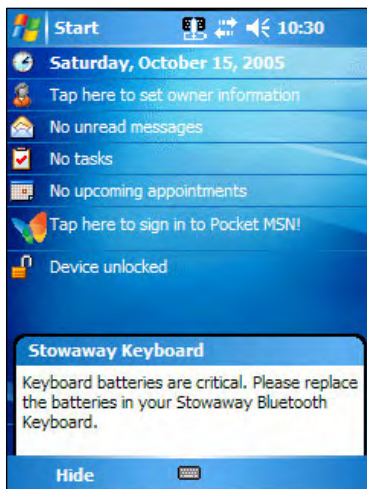 Start 10:30
Saturday, October 15, 2005
Tap here to set owner information
No unread messages
No tasks
No upcoming appointments
Tap here to sign in to Pocket MSN!
Device unlocked
Stowaway Keyboard
Keyboard batteries are critical. Please replace
the batteries in your Stowaway Bluetooth
Keyboard.
Hide